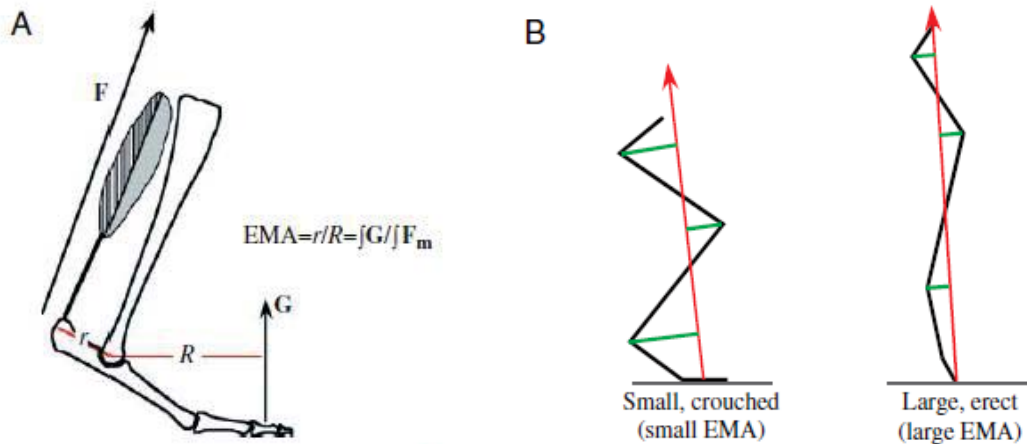 A
F
EMA=r/R=∫G/∫Fm
G
r
R
B
Small, crouched
(small EMA)
Large, erect
(large EMA)